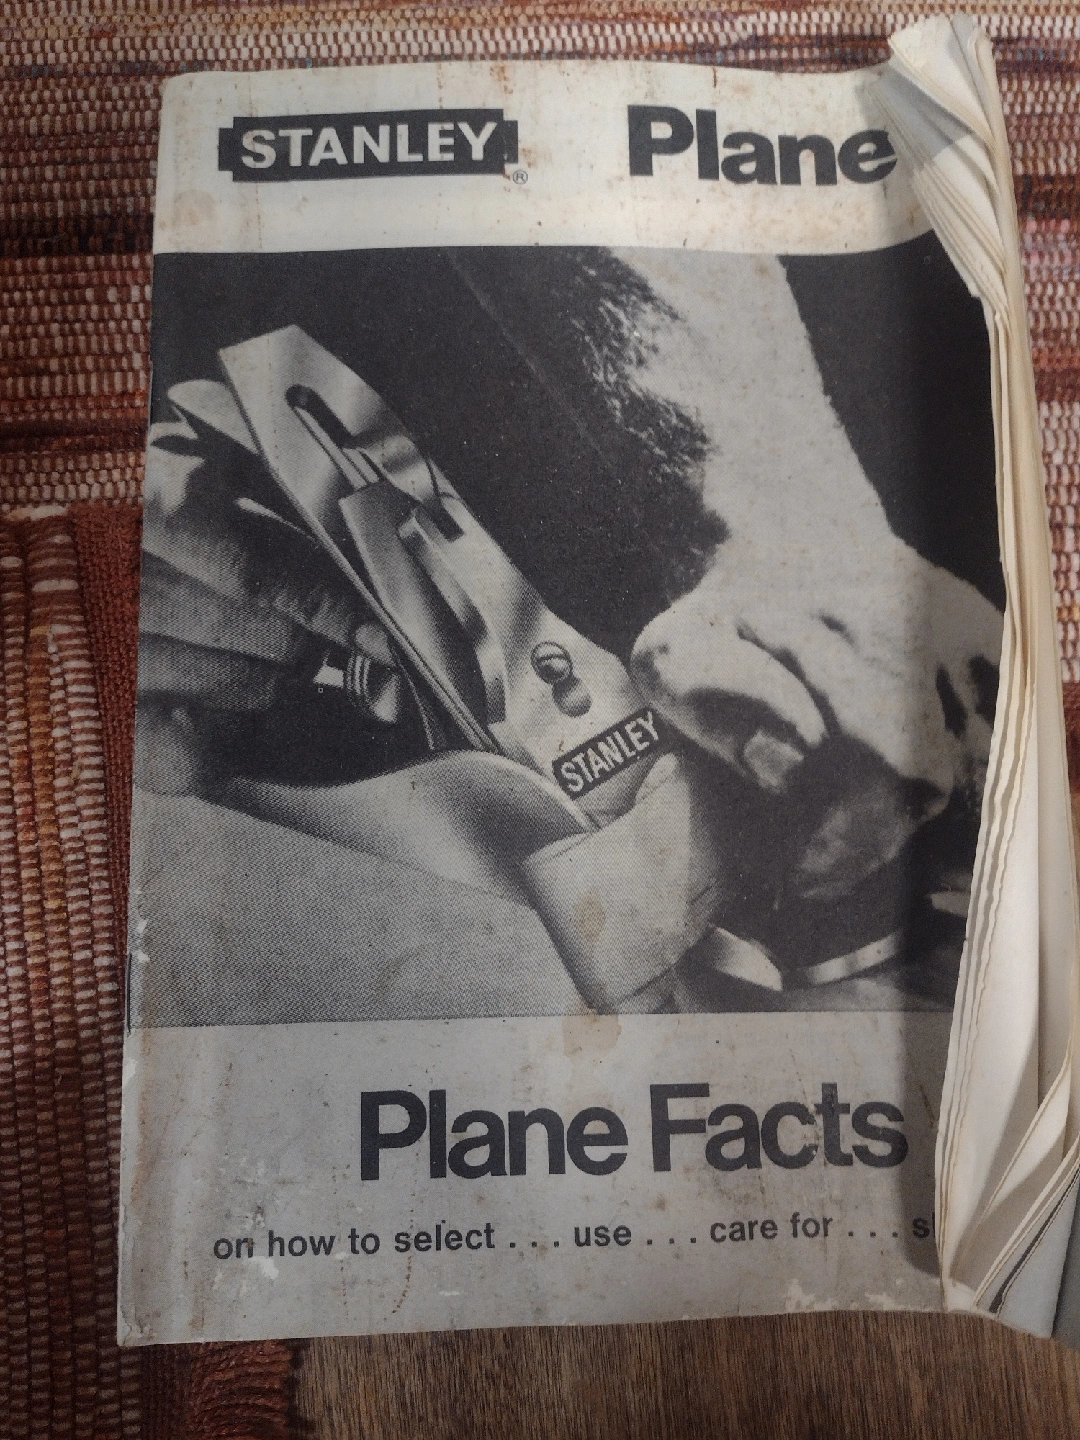 STANLEY ®
Plane
STANLEY
Plane Facts
on how to select . . . use . . . care for . . .